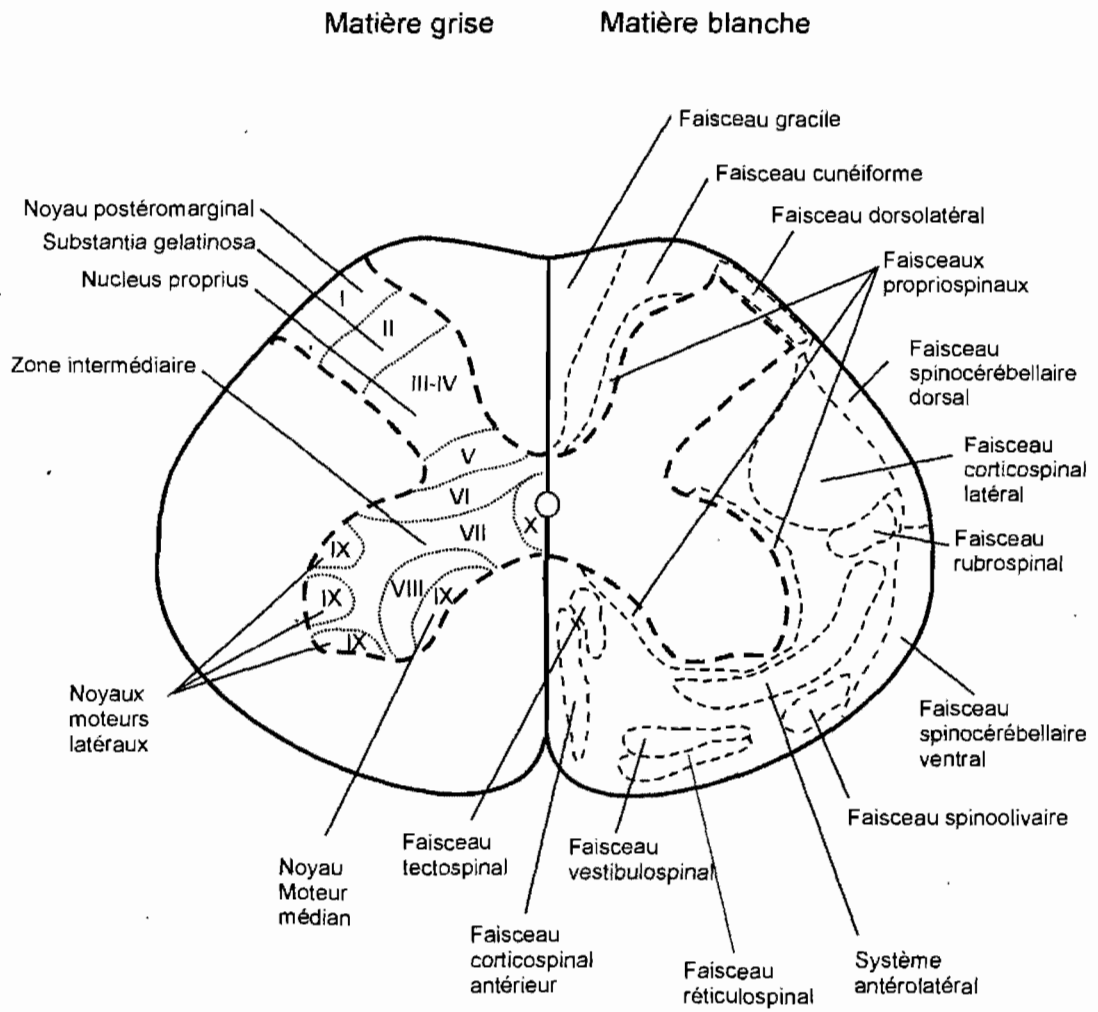 Matière grise
Matière blanche
Faisceau gracile
Faisceau cunéiforme
Faisceau dorsolatéral
Faisceaux
propriospinaux
Noyau postéromarginal
Substantia gelatinosa
Nucleus proprius
Zone intermédiaire
Faisceau
spinocérébellaire
dorsal
Faisceau
corticospinal
latéral
Faisceau
rubrospinal
I
II
III-IV
V
VI
VII
X
IX
IX
VIII
IX
IX
Noyaux
moteurs
latéraux
Faisceau
spinocérébellaire
ventral
Faisceau spinoolivaire
Noyau
Moteur
médian
Faisceau
tectospinal
Faisceau
vestibulospinal
Faisceau
corticospinal
antérieur
Faisceau
réticulospinal
Système
antérolatéral